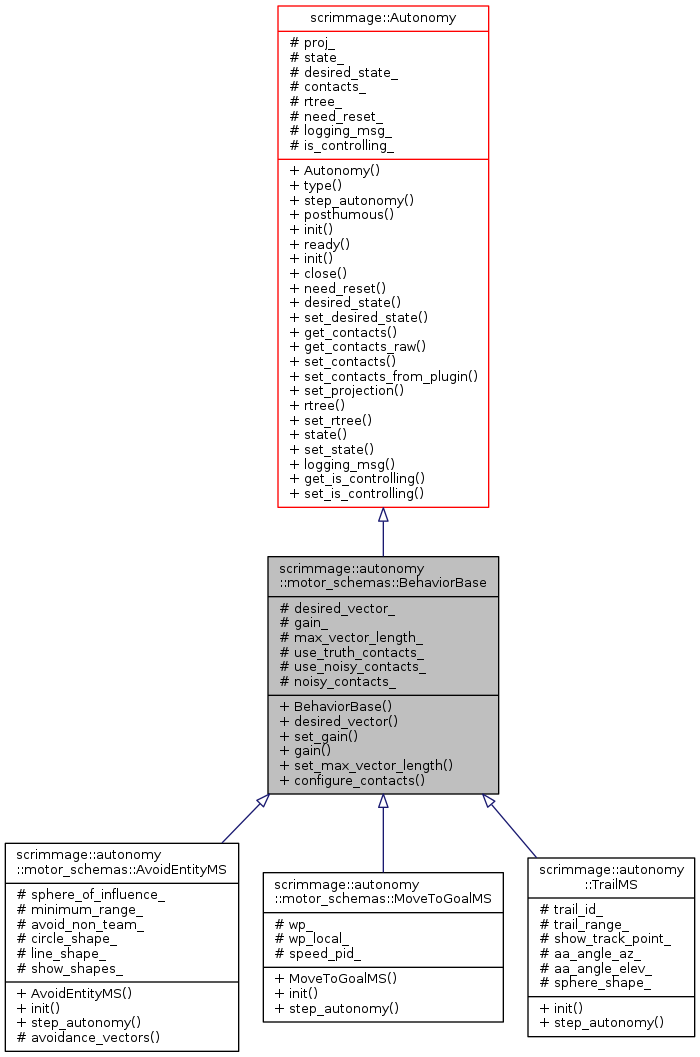 scrimmage::Autonomy
# proj_
# state_
# desired_state_
# contacts_
# rtree_
# need_reset_
# logging_msg_
# is_controlling_
+ Autonomy()
+ type()
+ step_autonomy()
+ posthumous()
+ init()
+ ready()
+ init()
+ close()
+ need_reset()
+ desired_state()
+ set_desired_state()
+ get_contacts()
+ get_contacts_raw()
+ set_contacts()
+ set_contacts_from_plugin()
+ set_projection()
+ rtree()
+ set_rtree()
+ state()
+ set_state()
+ logging_msg()
+ get_is_controlling()
+ set_is_controlling()
scrimmage::autonomy
::motor_schemas::BehaviorBase
# desired_vector_
# gain_
# max_vector_length_
# use_truth_contacts_
# use_noisy_contacts_
# noisy_contacts_
+ BehaviorBase()
+ desired_vector()
+ set_gain()
+ gain()
+ set_max_vector_length()
+ configure_contacts()
scrimmage::autonomy
::motor_schemas::AvoidEntityMS
# sphere_of_influence_
# minimum_range_
# avoid_non_team_
# circle_shape_
# line_shape_
# show_shapes_
+ AvoidEntityMS()
+ init()
+ step_autonomy()
# avoidance_vectors()
scrimmage::autonomy
::motor_schemas::MoveToGoalMS
# wp_
# wp_local_
# speed_pid_
+ MoveToGoalMS()
+ init()
+ step_autonomy()
scrimmage::autonomy
::TrailMS
# trail_id_
# trail_range_
# show_track_point_
# aa_angle_az_
# aa_angle_elev_
# sphere_shape_
+ init()
+ step_autonomy()